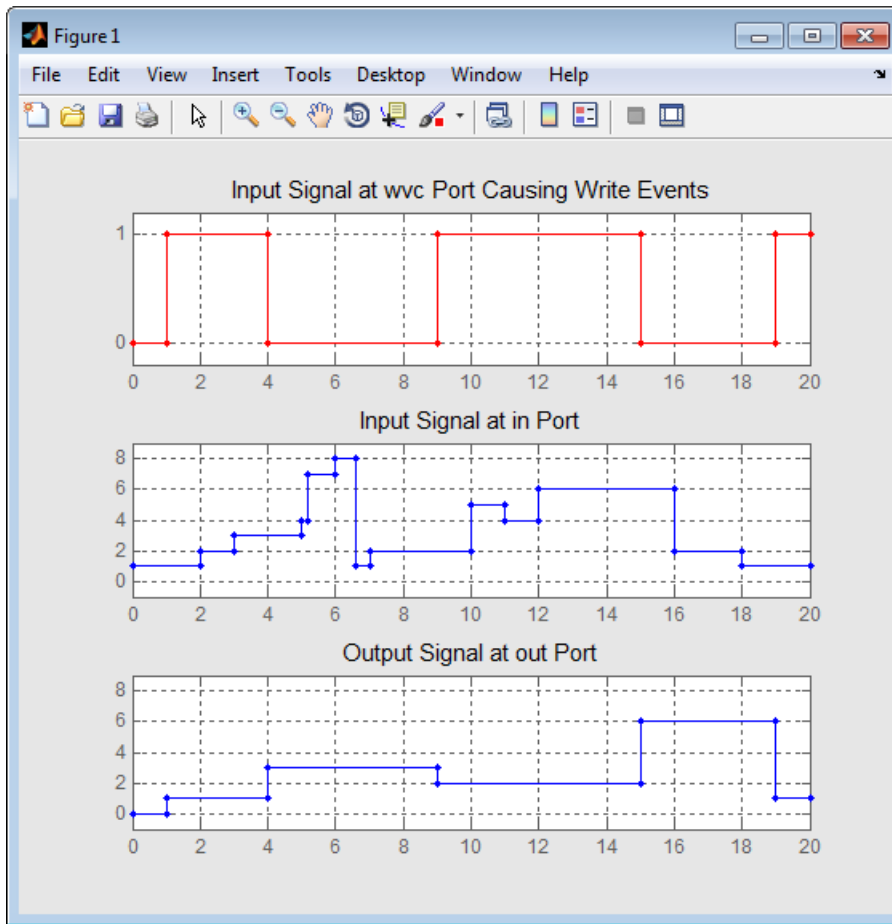 Figure 1
File Edit View Insert Tools Desktop Window Help
Input Signal at wvc Port Causing Write Events
1
0
0 2 4 6 8 10 12 14 16 18 20
Input Signal at in Port
8
6
4
2
0
0 2 4 6 8 10 12 14 16 18 20
Output Signal at out Port
8
6
4
2
0
0 2 4 6 8 10 12 14 16 18 20